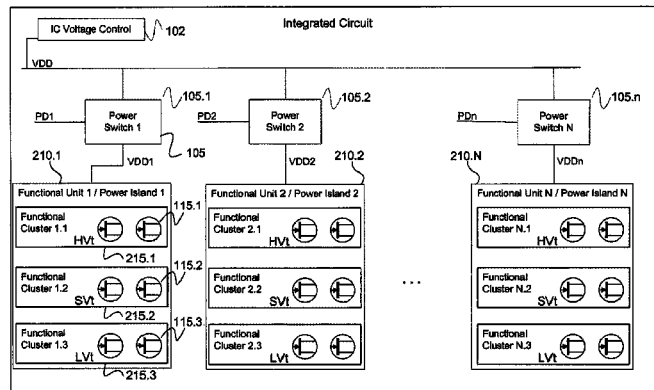 Integrated Circuit
IC Voltage Control
102
VDD
105.1
105.2
105.n
PD1
Power
Switch 1
105
PD2
Power
Switch 2
PDn
Power
Switch N
210.1
VDD1
VDD2
210.2
210.N
VDDn
Functional Unit 1 / Power Island 1
Functional
Cluster 1.1
HVt
115.1
215.1
Functional
Cluster 1.2
SVt
115.2
215.2
Functional
Cluster 1.3
LVt
115.3
215.3
Functional Unit 2 / Power Island 2
Functional
Cluster 2.1
HVt
Functional
Cluster 2.2
SVt
Functional
Cluster 2.3
LVt
...
Functional Unit N / Power Island N
Functional
Cluster N.1
HVt
Functional
Cluster N.2
SVt
Functional
Cluster N.3
LVt